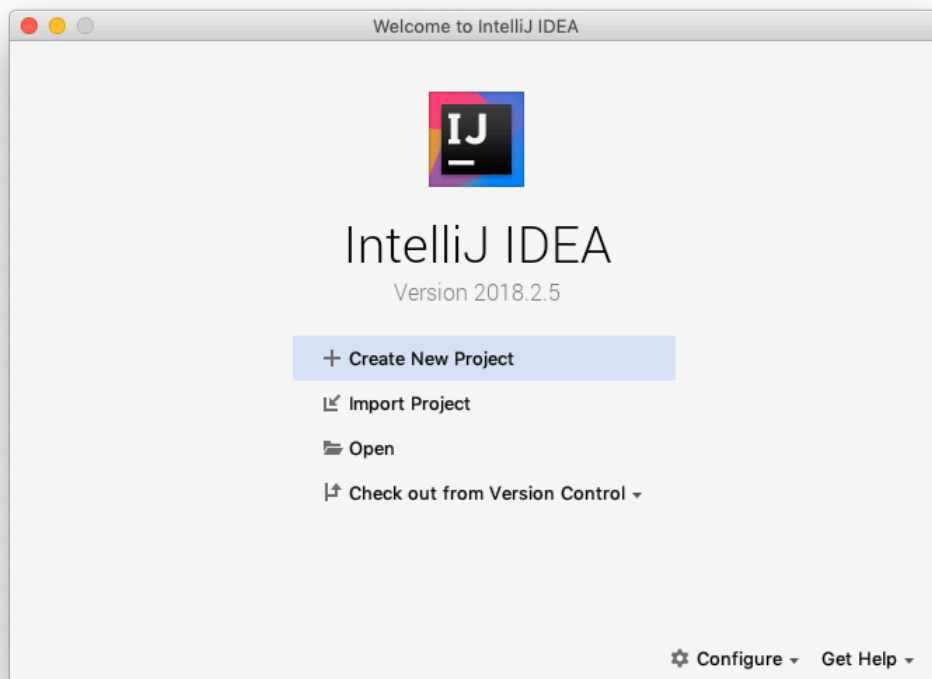 Welcome to IntelliJ IDEA
IJ
IntelliJ IDEA
Version 2018.2.5
Create New Project
Import Project
Open
Check out from Version Control
Configure Get Help